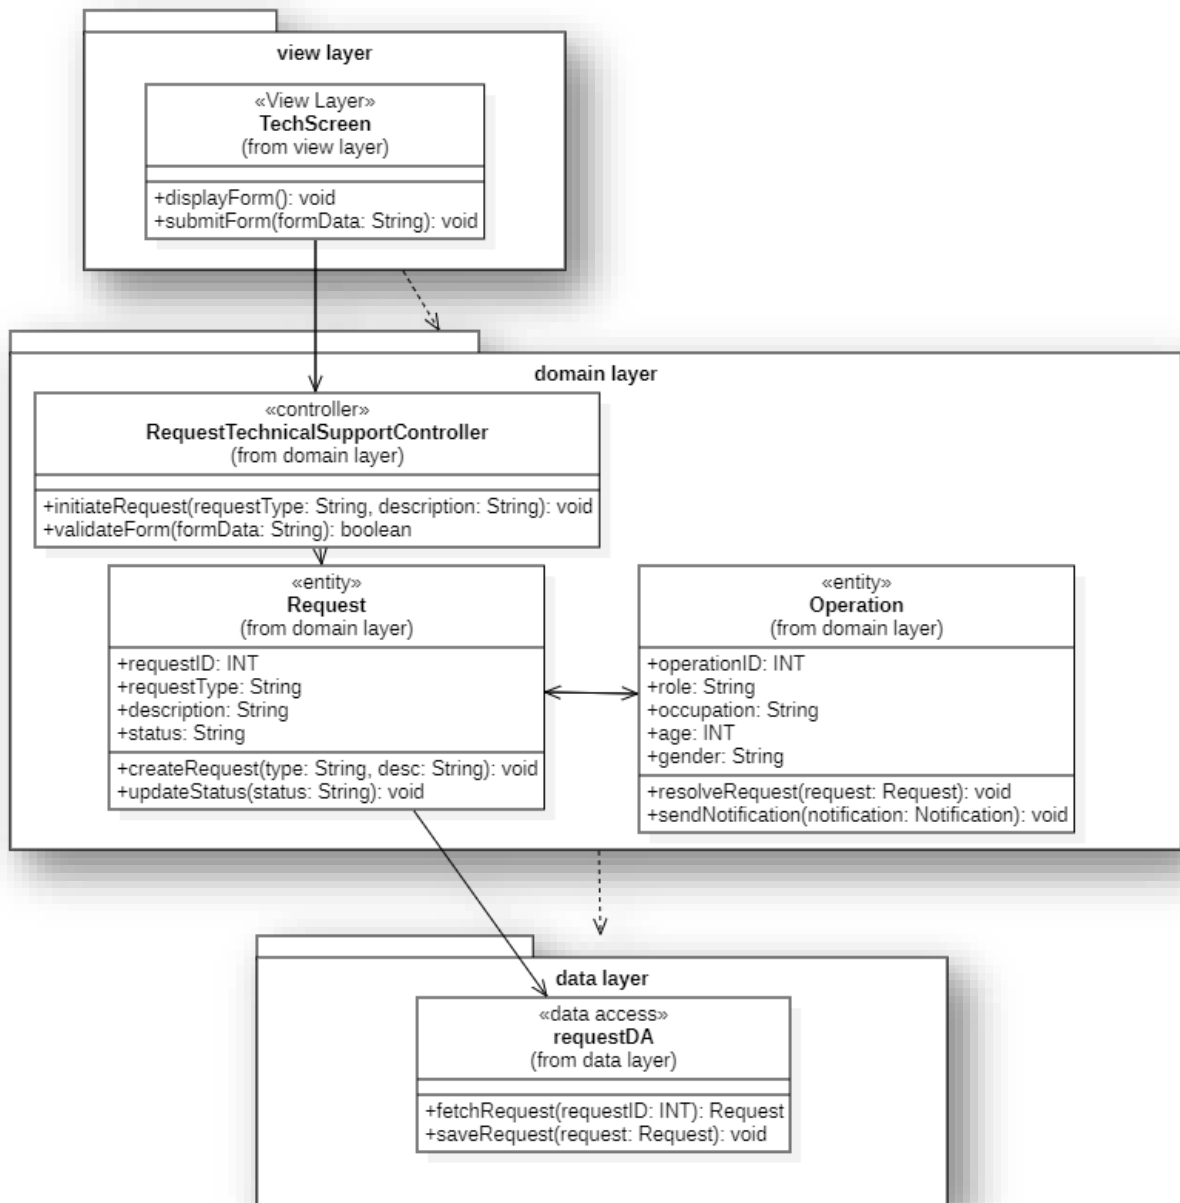 view layer
«View Layer»
TechScreen
(from view layer)
+displayForm(): void
+submitForm(formData: String): void
domain layer
«controller»
RequestTechnicalSupportController
(from domain layer)
+initiateRequest(requestType: String, description: String): void
+validateForm(formData: String): boolean
«entity»
Request
(from domain layer)
+requestID: INT
+requestType: String
+description: String
+status: String
+createRequest(type: String, desc: String): void
+updateStatus(status: String): void
«entity»
Operation
(from domain layer)
+operationID: INT
+role: String
+occupation: String
+age: INT
+gender: String
+resolveRequest(request: Request): void
+sendNotification(notification: Notification): void
data layer
«data access»
requestDA
(from data layer)
+fetchRequest(requestID: INT): Request
+saveRequest(request: Request): void